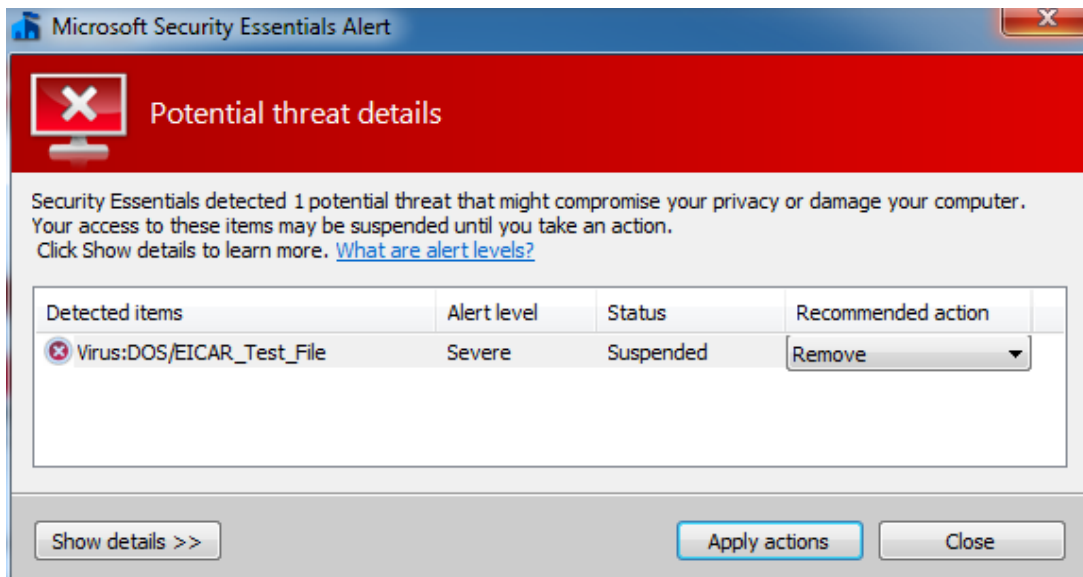 Microsoft Security Essentials Alert
Potential threat details
Security Essentials detected 1 potential threat that might compromise your privacy or damage your computer.
Your access to these items may be suspended until you take an action.
Click Show details to learn more. What are alert levels?
Detected items Alert level Status Recommended action
Virus:DOS/EICAR_Test_File Severe Suspended Remove
Show details >> Apply actions Close